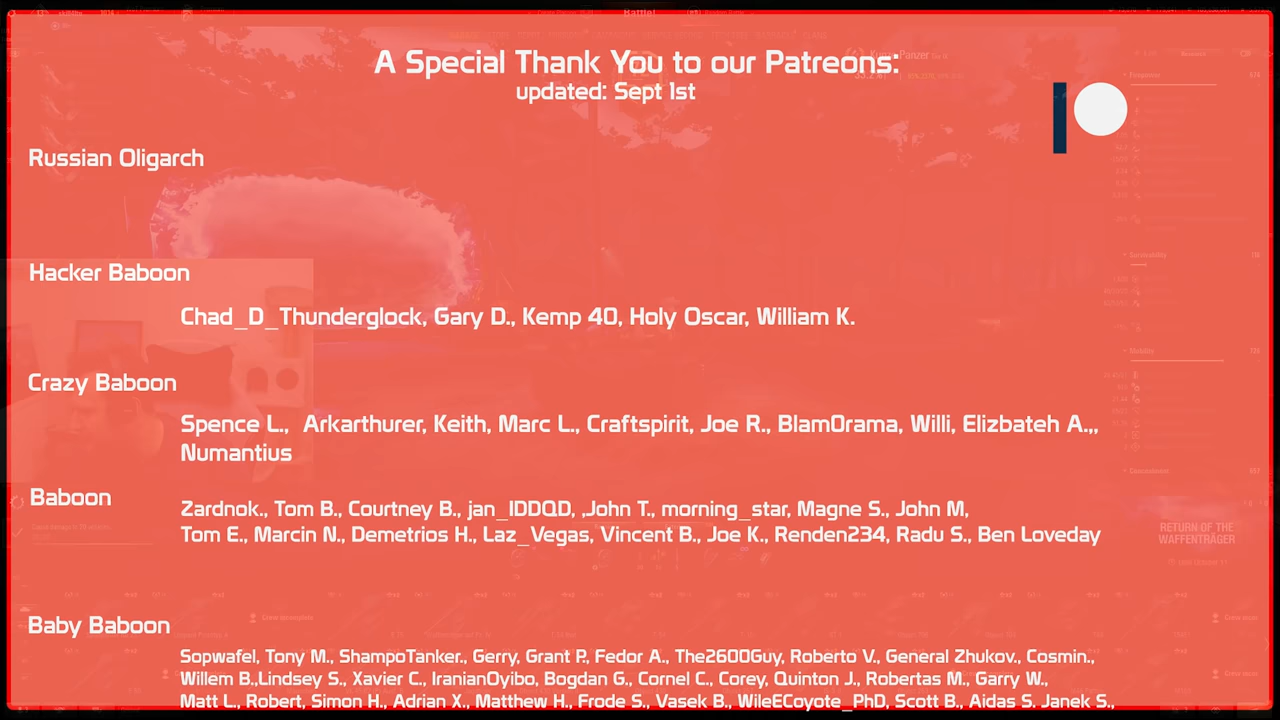 A Special Thank You to our Patreons:
updated: Sept 1st
Russian Oligarch
Hacker Baboon
Chad_D_Thunderglock, Gary D., Kemp 40, Holy Oscar, William K.
Crazy Baboon
Spence L.,  Arkarthurer, Keith, Marc L., Craftspirit, Joe R., BlamOrama, Willi, Elizbateh A.,,
Numantius
Baboon
Zardnok., Tom B., Courtney B., jan_IDDQD, ,John T., morning_star, Magne S., John M,
Tom E., Marcin N., Demetrios H., Laz_Vegas, Vincent B., Joe K., Renden234, Radu S., Ben Loveday
RETURN OF THE
WAFFENTRÄGER
Baby Baboon
Sopwafel, Tony M., ShampoTanker., Gerry, Grant P., Fedor A., The2600Guy, Roberto V., General Zhukov., Cosmin.,
Willem B.,Lindsey S., Xavier C., IranianOyibo, Bogdan G., Cornel C., Corey, Quinton J., Robertas M., Garry W.,
Matt L., Robert, Simon H., Adrian X., Matthew H., Frode S., Vasek B., WileECoyote_PhD, Scott B., Aidas S. Janek S.,